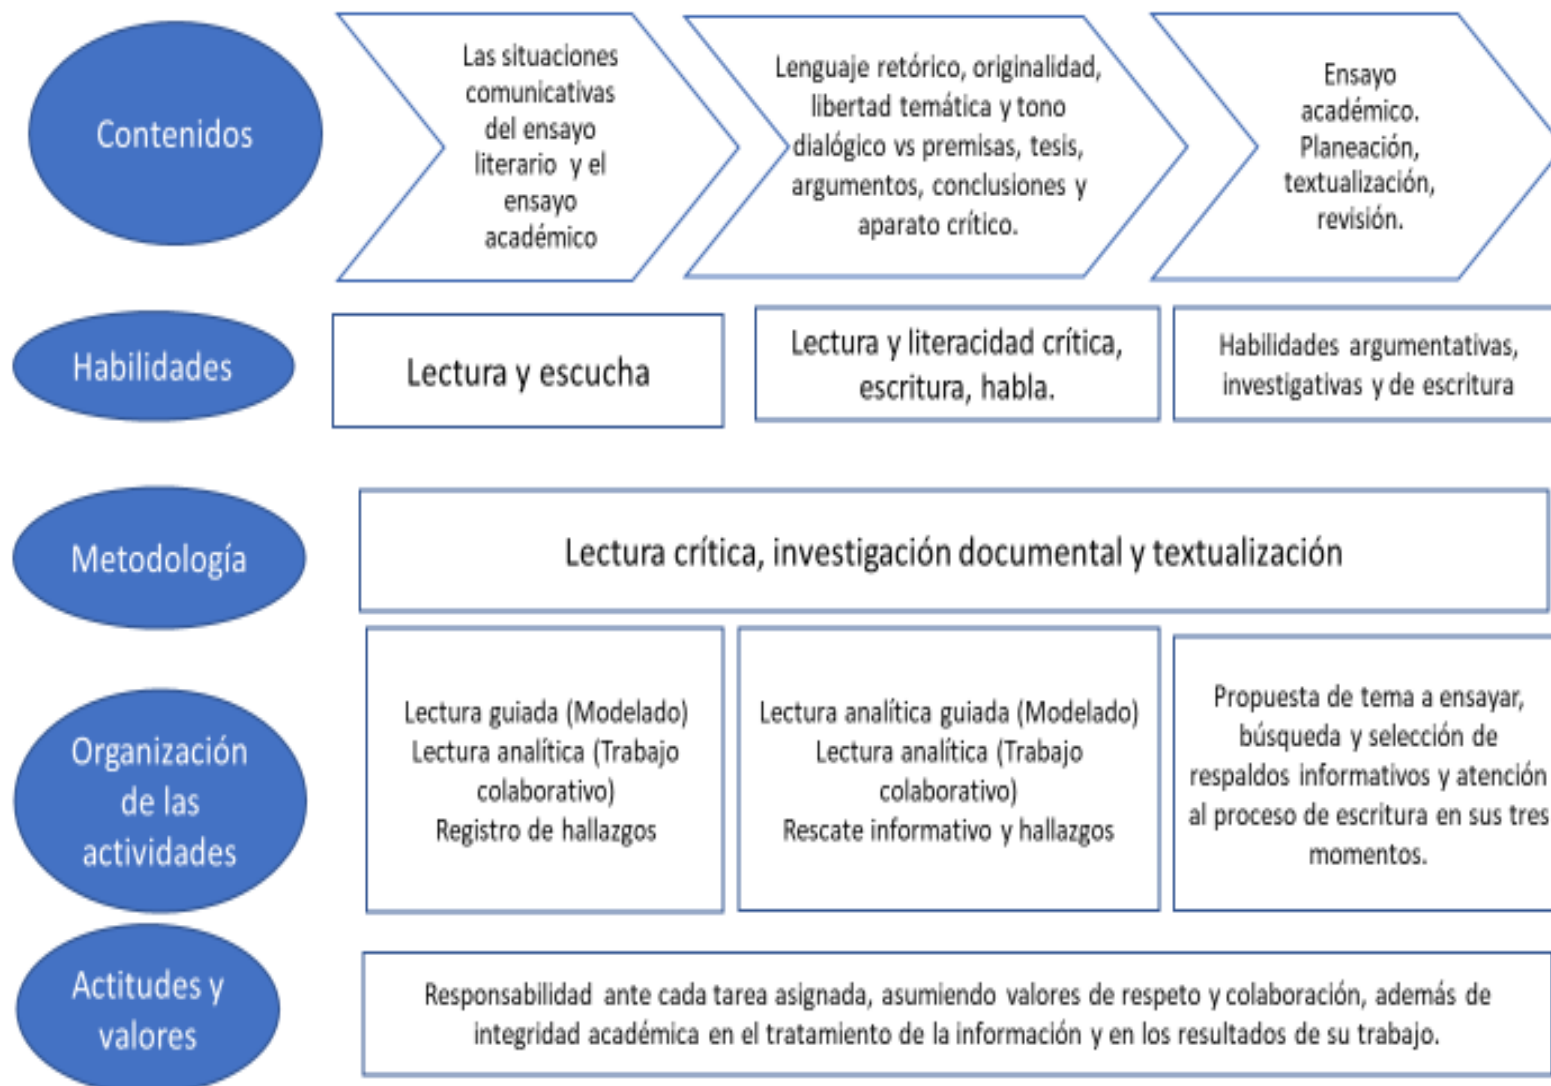 Contenidos
Las situaciones
comunicativas
del ensayo
literario y el
ensayo
académico
Lenguaje retórico, originalidad,
libertad temática y tono
dialógico vs premisas, tesis,
argumentos, conclusiones y
aparato crítico.
Ensayo
académico.
Planeación,
textualización,
revisión.
Habilidades
Lectura y escucha
Lectura y literacidad crítica,
escritura, habla.
Habilidades argumentativas,
investigativas y de escritura
Metodología
Lectura crítica, investigación documental y textualización
Organización
de las
actividades
Lectura guiada (Modelado)
Lectura analítica (Trabajo
colaborativo)
Registro de hallazgos
Lectura analítica guiada (Modelado)
Lectura analítica (Trabajo
colaborativo)
Rescate informativo y hallazgos
Propuesta de tema a ensayar,
búsqueda y selección de
respaldos informativos y atención
al proceso de escritura en sus tres
momentos.
Actitudes y
valores
Responsabilidad ante cada tarea asignada, asumiendo valores de respeto y colaboración, además de
integridad académica en el tratamiento de la información y en los resultados de su trabajo.